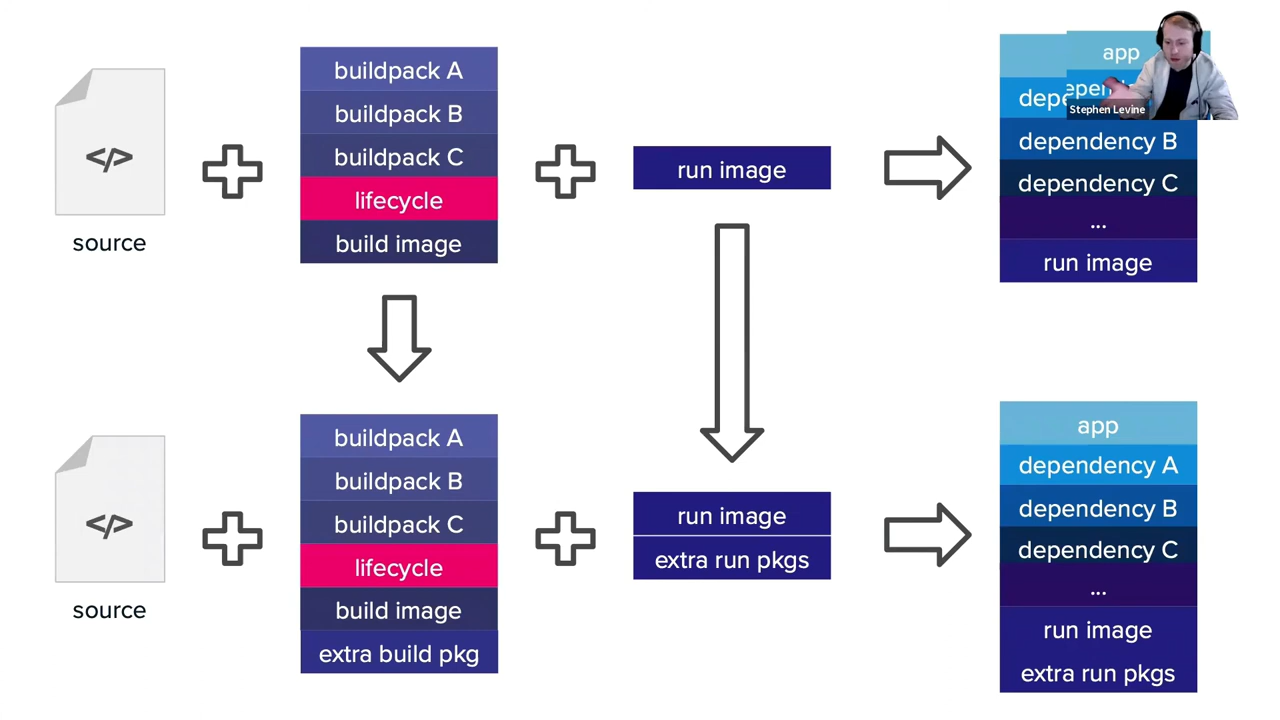 </>
source
buildpack A
buildpack B
buildpack C
lifecycle
build image
run image
app
Stephen Levine
dependency B
dependency C
...
run image
</>
source
buildpack A
buildpack B
buildpack C
lifecycle
build image
extra build pkg
run image
extra run pkgs
app
dependency A
dependency B
dependency C
...
run image
extra run pkgs